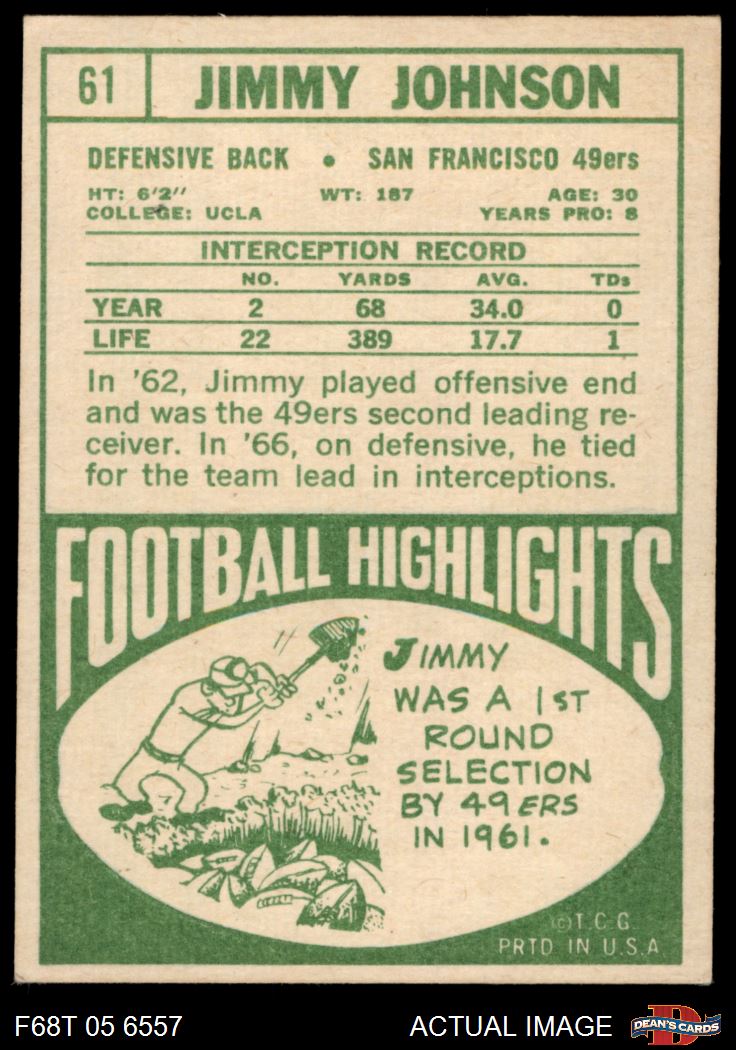 61 JIMMY JOHNSON
DEFENSIVE BACK • SAN FRANCISCO 49ers
HT: 6'2" WT: 187 AGE: 30
COLLEGE: UCLA YEARS PRO: 8
INTERCEPTION RECORD
NO. YARDS AVG. TDs
YEAR 2 68 34.0 0
LIFE 22 389 17.7 1
In '62, Jimmy played offensive end
and was the 49ers second leading re-
ceiver. In '66, on defensive, he tied
for the team lead in interceptions.
FOOTBALL HIGHLIGHTS
JIMMY
WAS A 1ST
ROUND
SELECTION
BY 49ERS
IN 1961.
©T.C.G.
PRTD IN U.S.A
F68T 05 6557 ACTUAL IMAGE DEAN'S CARDS